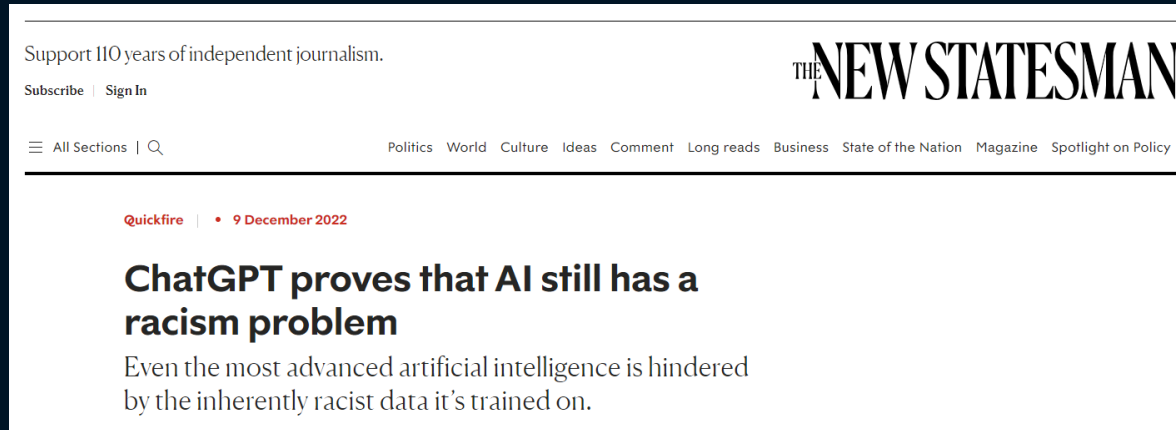 Support 110 years of independent journalism.
THE NEW STATESMAN
Subscribe | Sign In
All Sections |
Politics World Culture Ideas Comment Long reads Business State of the Nation Magazine Spotlight on Policy
Quickfire | • 9 December 2022
ChatGPT proves that AI still has a
racism problem
Even the most advanced artificial intelligence is hindered
by the inherently racist data it’s trained on.